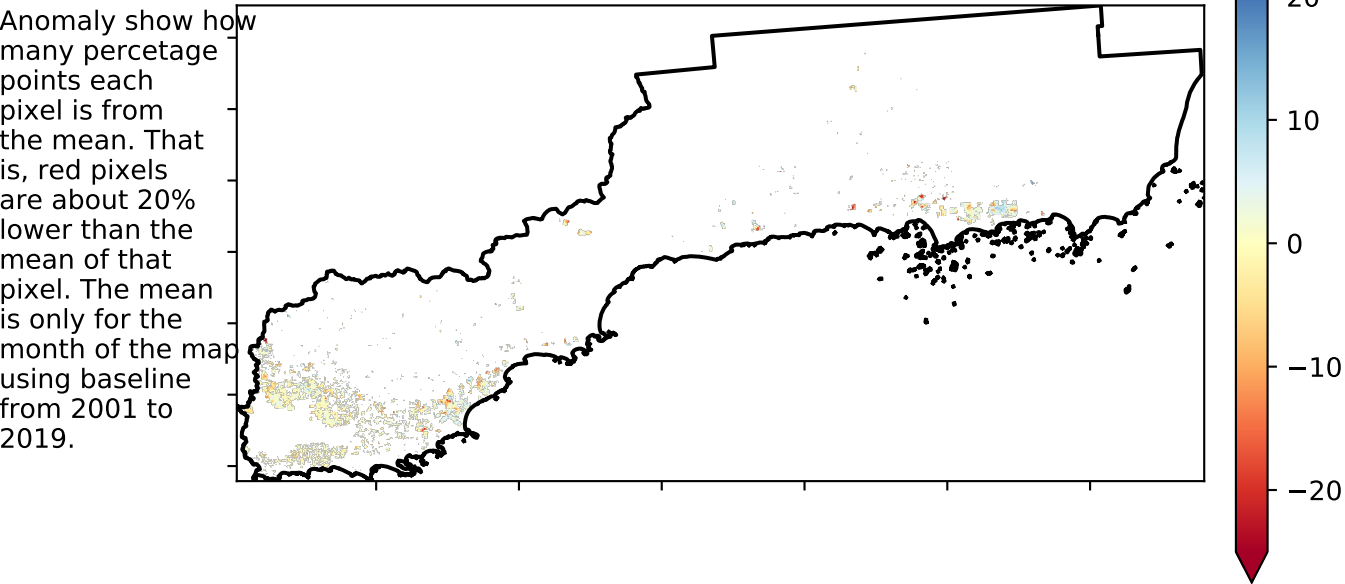 Anomaly show how
many percetage
points each
pixel is from
the mean. That
is, red pixels
are about 20%
lower than the
mean of that
pixel. The mean
is only for the
month of the map
using baseline
from 2001 to
2019.
20
10
0
−10
−20